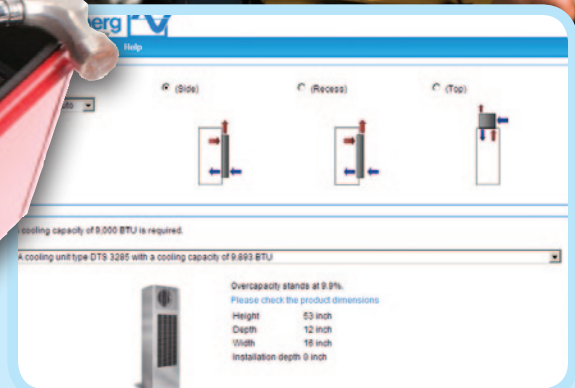 erg
Help
(Side) (Recess) (Top)
cooling capacity of 9,000 BTU is required.
A cooling unit type DTS 3285 with a cooling capacity of 9,893 BTU
Overcapacity stands at 9.9%.
Please check the product dimensions
Height 53 inch
Depth 12 inch
Width 16 inch
Installation depth 0 inch